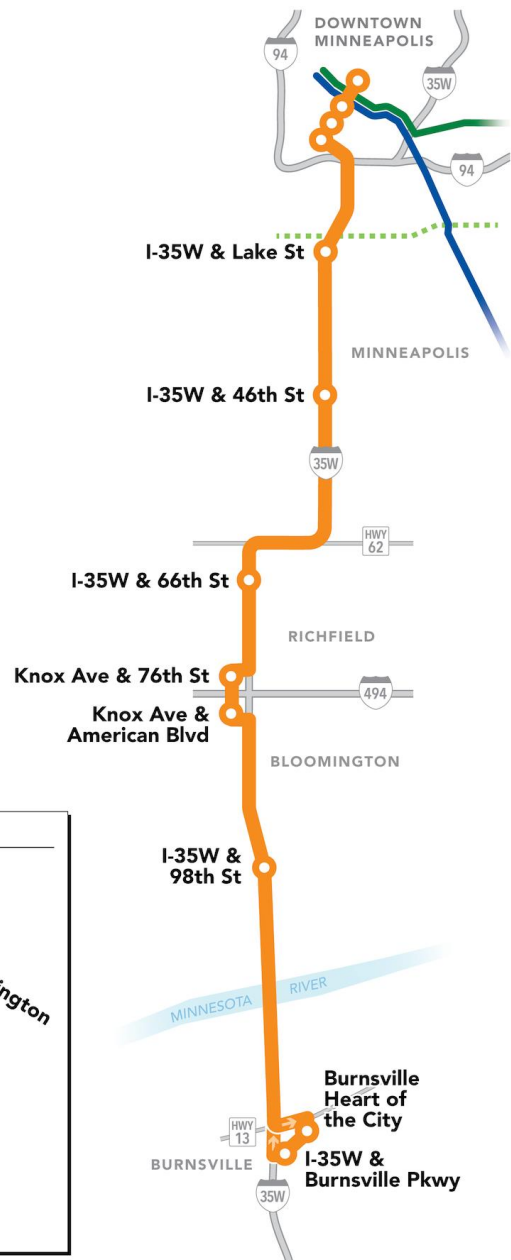 DOWNTOWN
MINNEAPOLIS
94
35W
94
I-35W & Lake St
MINNEAPOLIS
I-35W & 46th St
35W
HWY
62
I-35W & 66th St
RICHFIELD
Knox Ave & 76th St
494
Knox Ave &
American Blvd
BLOOMINGTON
I-35W &
98th St
MINNESOTA RIVER
Burnsville
Heart of
the City
HWY
13
BURNSVILLE
I-35W &
Burnsville Pkwy
35W